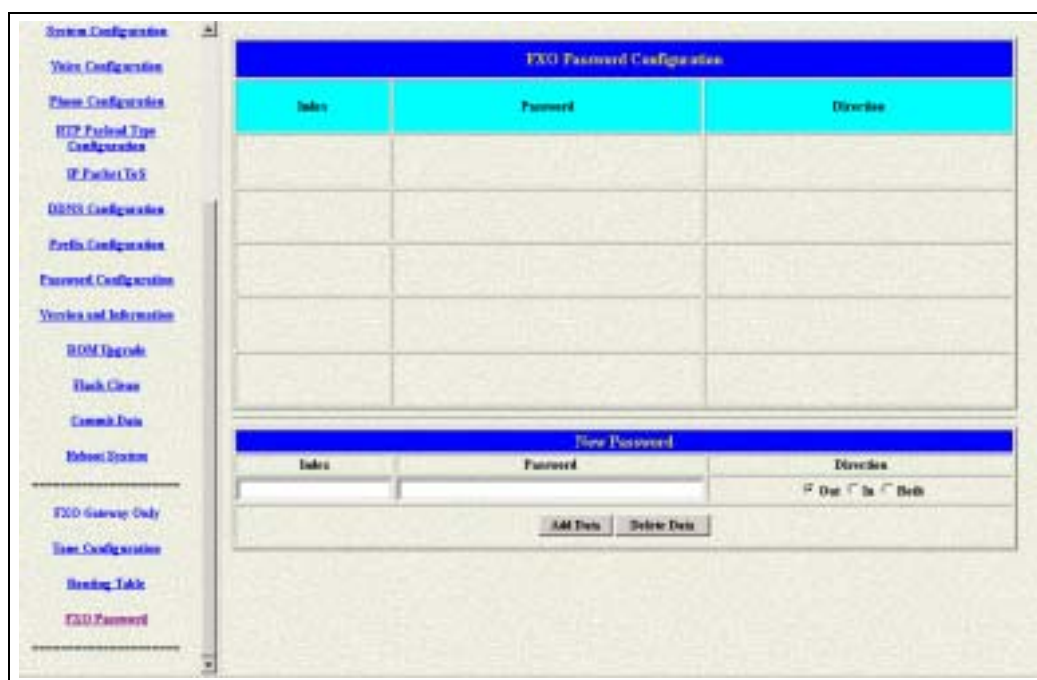 System Configuration
Voice Configuration
Phone Configuration
RTP Payload Type
Configuration
IP Packet ToS
DDNS Configuration
Prefix Configuration
Password Configuration
Version and Information
ROM Upgrade
Flash Clean
Commit Data
Reboot System
FXO Gateway Only
Tone Configuration
Routing Table
FXO Password
FXO Password Configuration
Index Password Direction
New Password
Index Password Direction
Out In Both
Add Data Delete Data